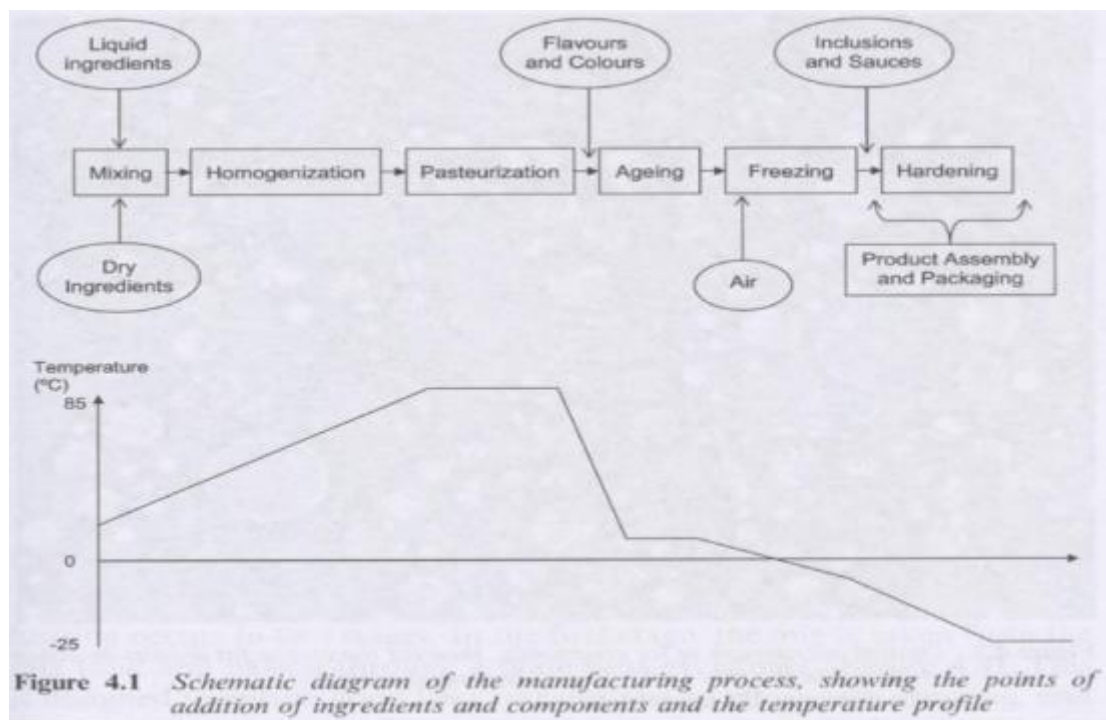 Liquid
ingredients
Flavours
and Colours
Inclusions
and Sauces
Mixing
Homogenization
Pasteurization
Ageing
Freezing
Hardening
Dry
Ingredients
Air
Product Assembly
and Packaging
Temperature
(ºC)
85
0
-25
Figure 4.1 Schematic diagram of the manufacturing process, showing the points of
addition of ingredients and components and the temperature profile